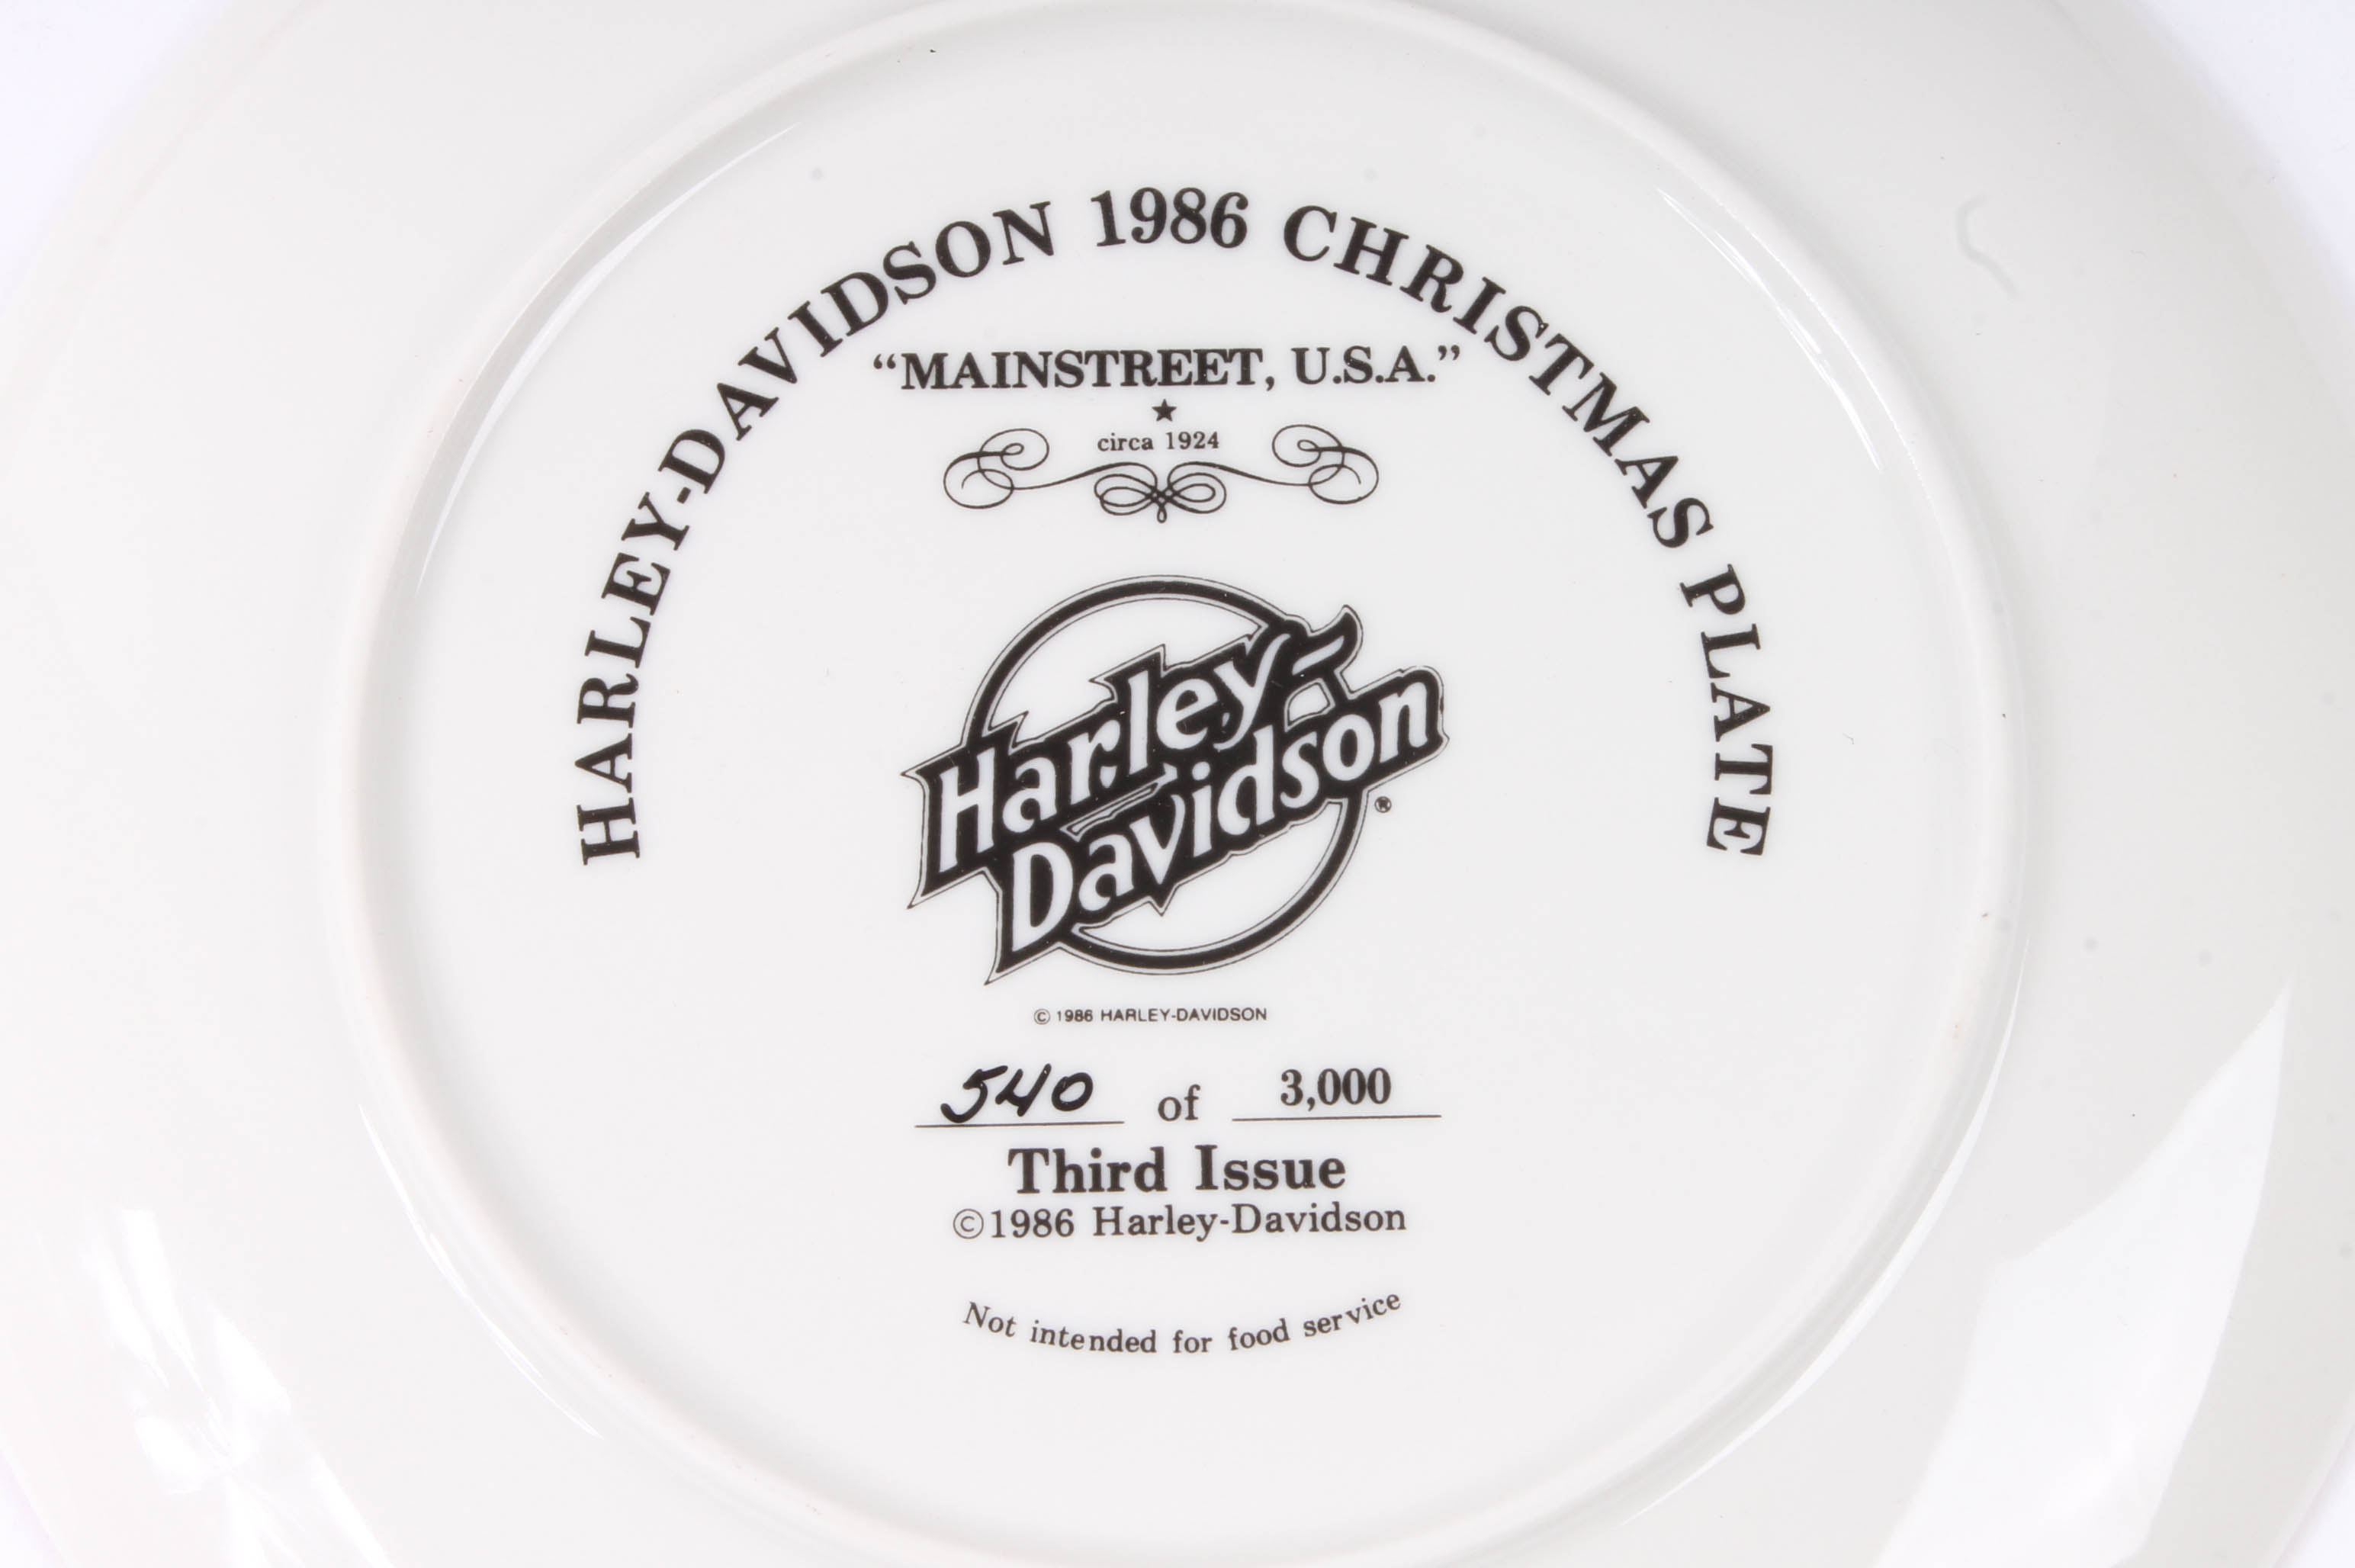 HARLEY-DAVIDSON 1986 CHRISTMAS PLATE
“MAINSTREET, U.S.A.”
circa 1924
Harley-
Davidson
®
© 1986 HARLEY-DAVIDSON
540 of 3,000
Third Issue
©1986 Harley-Davidson
Not intended for food service